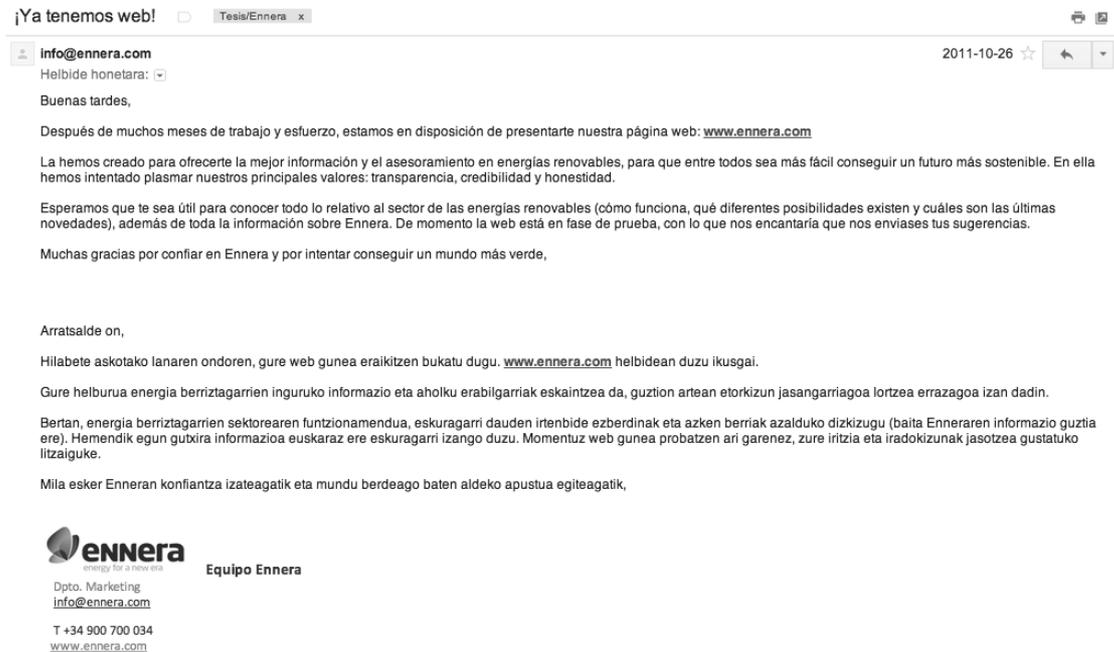 ¡Ya tenemos web!
Tesis/Ennera x
info@ennera.com
2011-10-26
Helbide honetara:
Buenas tardes,
Después de muchos meses de trabajo y esfuerzo, estamos en disposición de presentarte nuestra página web: www.ennera.com
La hemos creado para ofrecerte la mejor información y el asesoramiento en energías renovables, para que entre todos sea más fácil conseguir un futuro más sostenible. En ella
hemos intentado plasmar nuestros principales valores: transparencia, credibilidad y honestidad.
Esperamos que te sea útil para conocer todo lo relativo al sector de las energías renovables (cómo funciona, qué diferentes posibilidades existen y cuáles son las últimas
novedades), además de toda la información sobre Ennera. De momento la web está en fase de prueba, con lo que nos encantaría que nos enviases tus sugerencias.
Muchas gracias por confiar en Ennera y por intentar conseguir un mundo más verde,
Arratsalde on,
Hilabete askotako lanaren ondoren, gure web gunea eraikitzen bukatu dugu. www.ennera.com helbidean duzu ikusgai.
Gure helburua energia berriztagarrien inguruko informazio eta aholku erabilgarriak eskaintzea da, guztion artean etorkizun jasangarriagoa lortzea errazagoa izan dadin.
Bertan, energia berriztagarrien sektorearen funtzionamendua, eskuragarri dauden irtenbide ezberdinak eta azken berriak azalduko dizkizugu (baita Enneraren informazio guztia
ere). Hemendik egun gutxira informazioa euskaraz ere eskuragarri izango duzu. Momentuz web gunea probatzen ari garenez, zure iritzia eta iradokizunak jasotzea gustatuko
litzaiguke.
Mila esker Enneran konfiantza izateagatik eta mundu berdeago baten aldeko apustua egiteagatik,
ennera
energy for a new era
Equipo Ennera
Dpto. Marketing
info@ennera.com
T +34 900 700 034
www.ennera.com